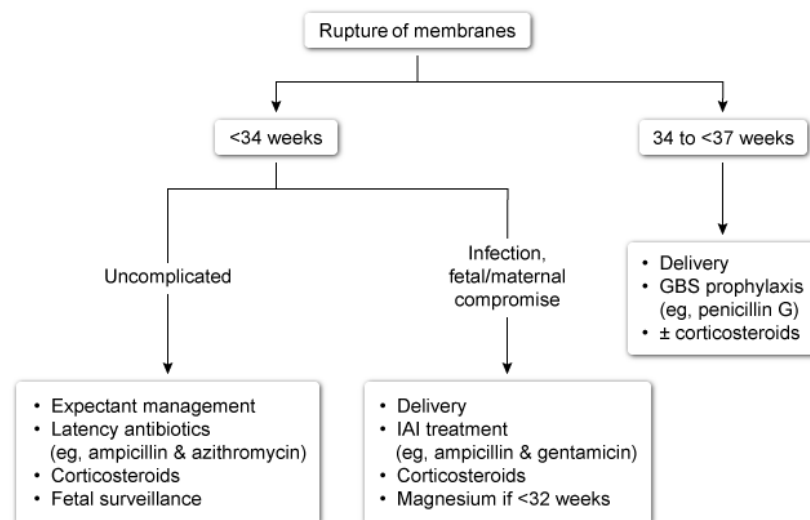 Rupture of membranes
<34 weeks
34 to <37 weeks
Uncomplicated
Infection,
fetal/maternal
compromise
• Delivery
• GBS prophylaxis
(eg, penicillin G)
• ± corticosteroids
• Expectant management
• Latency antibiotics
(eg, ampicillin & azithromycin)
• Corticosteroids
• Fetal surveillance
• Delivery
• IAI treatment
(eg, ampicillin & gentamicin)
• Corticosteroids
• Magnesium if <32 weeks